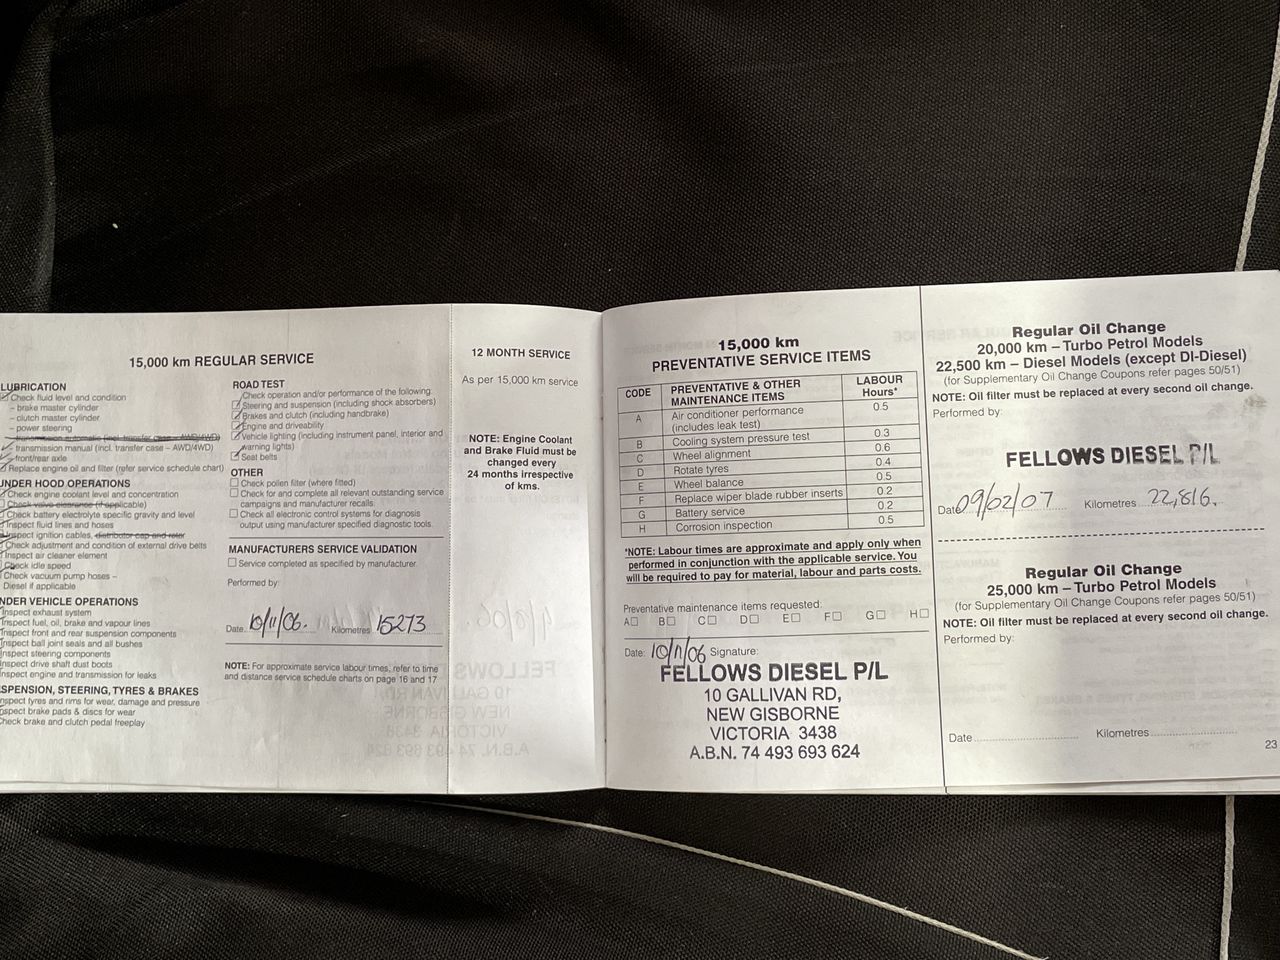 15,000 km REGULAR SERVICE
LUBRICATION
Check fluid level and condition
– brake master cylinder
– clutch master cylinder
– power steering
transmission automatic (incl. transfer case – AWD/4WD)
transmission manual (incl. transfer case – AWD/4WD)
front/rear axle
Replace engine oil and filter (refer service schedule chart)
UNDER HOOD OPERATIONS
Check engine coolant level and concentration
Check valve clearance (if applicable)
Check battery electrolyte specific gravity and level
Inspect fluid lines and hoses
Inspect ignition cables, distributor cap and rotor
Check adjustment and condition of external drive belts
Inspect air cleaner element
Check idle speed
Check vacuum pump hoses –
Diesel if applicable
NDER VEHICLE OPERATIONS
Inspect exhaust system
Inspect fuel, oil, brake and vapour lines
Inspect front and rear suspension components
Inspect ball joint seals and all bushes
Inspect steering components
Inspect drive shaft dust boots
Inspect engine and transmission for leaks
SPENSION, STEERING, TYRES & BRAKES
nspect tyres and rims for wear, damage and pressure
nspect brake pads & discs for wear
heck brake and clutch pedal freeplay
ROAD TEST
Check operation and/or performance of the following:
Steering and suspension (including shock absorbers)
Brakes and clutch (including handbrake)
Engine and driveability
Vehicle lighting (including instrument panel, interior and
warning lights)
Seat belts
OTHER
Check pollen filter (where fitted)
Check for and complete all relevant outstanding service
campaigns and manufacturer recalls
Check all electronic control systems for diagnosis
output using manufacturer specified diagnostic tools.
MANUFACTURERS SERVICE VALIDATION
Service completed as specified by manufacturer.
Performed by:
Date 10/11/06. Kilometres 15273
NOTE: For approximate service labour times, refer to time
and distance service schedule charts on page 16 and 17
12 MONTH SERVICE
As per 15,000 km service
NOTE: Engine Coolant
and Brake Fluid must be
changed every
24 months irrespective
of kms.
15,000 km
PREVENTATIVE SERVICE ITEMS
CODE PREVENTATIVE & OTHER MAINTENANCE ITEMS LABOUR Hours*
A Air conditioner performance (includes leak test) 0.5
B Cooling system pressure test 0.3
C Wheel alignment 0.6
D Rotate tyres 0.4
E Wheel balance 0.5
F Replace wiper blade rubber inserts 0.2
G Battery service 0.2
H Corrosion inspection 0.5
*NOTE: Labour times are approximate and apply only when
performed in conjunction with the applicable service. You
will be required to pay for material, labour and parts costs.
Preventative maintenance items requested:
A B C D E F G H
Date: 10/11/06 Signature:
FELLOWS DIESEL P/L
10 GALLIVAN RD,
NEW GISBORNE
VICTORIA 3438
A.B.N. 74 493 693 624
Regular Oil Change
20,000 km – Turbo Petrol Models
22,500 km – Diesel Models (except DI-Diesel)
(for Supplementary Oil Change Coupons refer pages 50/51)
NOTE: Oil filter must be replaced at every second oil change.
Performed by:
FELLOWS DIESEL P/L
Date 09/02/07 Kilometres 22,816.
Regular Oil Change
25,000 km – Turbo Petrol Models
(for Supplementary Oil Change Coupons refer pages 50/51)
NOTE: Oil filter must be replaced at every second oil change.
Performed by:
Date Kilometres
23